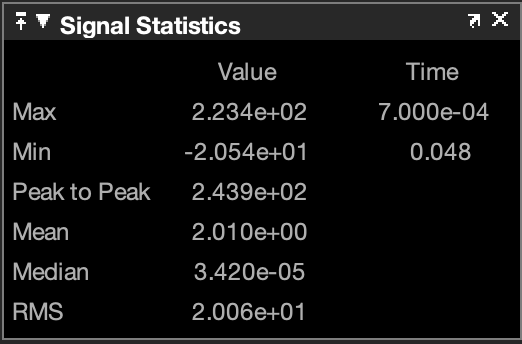 Signal Statistics
Value Time
Max 2.234e+02 7.000e-04
Min -2.054e+01 0.048
Peak to Peak 2.439e+02
Mean 2.010e+00
Median 3.420e-05
RMS 2.006e+01